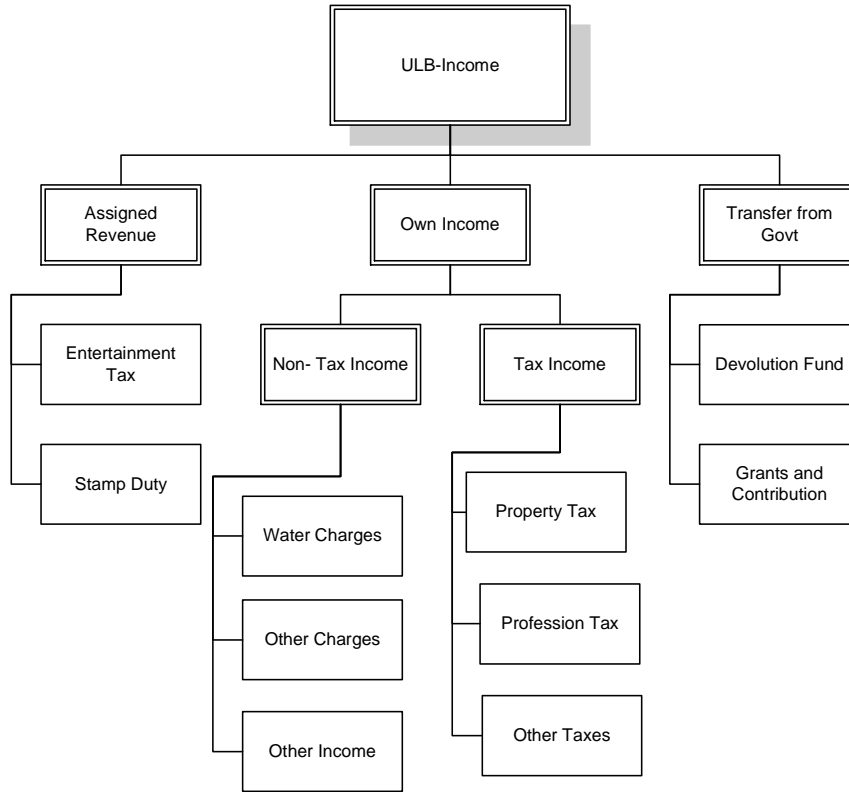 ULB-Income
Assigned
Revenue
Own Income
Transfer from
Govt
Entertainment
Tax
Non- Tax Income
Tax Income
Devolution Fund
Stamp Duty
Grants and
Contribution
Water Charges
Property Tax
Other Charges
Profession Tax
Other Income
Other Taxes